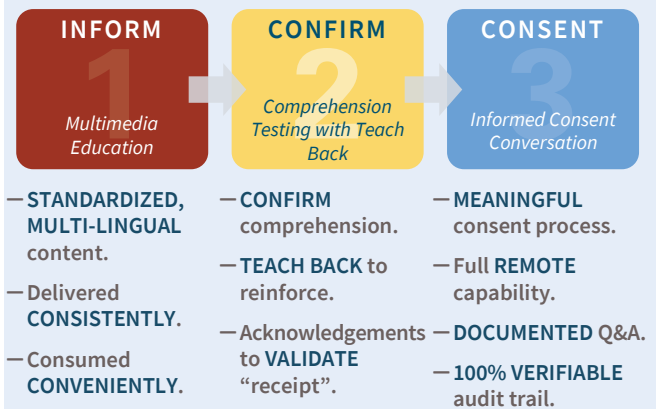 INFORM
1
Multimedia
Education
— STANDARDIZED,
MULTI-LINGUAL
content.
— Delivered
CONSISTENTLY.
— Consumed
CONVENIENTLY.
CONFIRM
2
Comprehension
Testing with Teach
Back
— CONFIRM
comprehension.
— TEACH BACK to
reinforce.
— Acknowledgements
to VALIDATE
“receipt”.
CONSENT
3
Informed Consent
Conversation
— MEANINGFUL
consent process.
— Full REMOTE
capability.
— DOCUMENTED Q&A.
— 100% VERIFIABLE
audit trail.